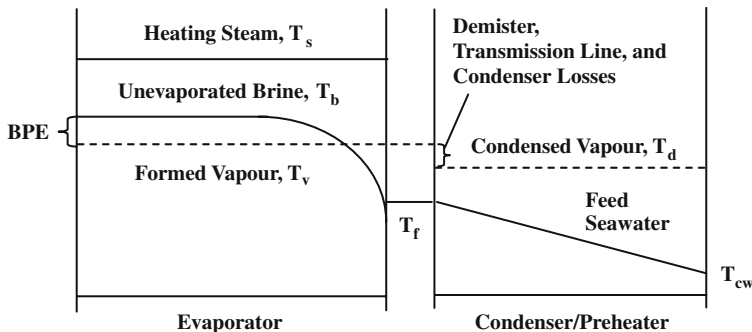 Heating Steam, T s
Unevaporated Brine, T b
BPE
Formed Vapour, T v
T f
Evaporator
Demister,
Transmission Line, and
Condenser Losses
Condensed Vapour, T d
Feed
Seawater
T cw
Condenser/Preheater